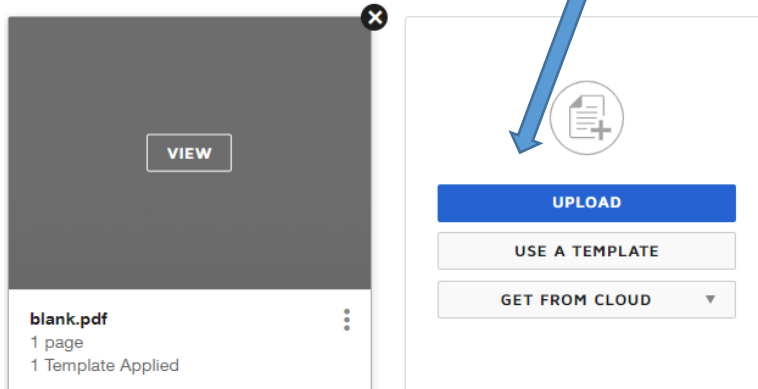 VIEW
blank.pdf
1 page
1 Template Applied
UPLOAD
USE A TEMPLATE
GET FROM CLOUD